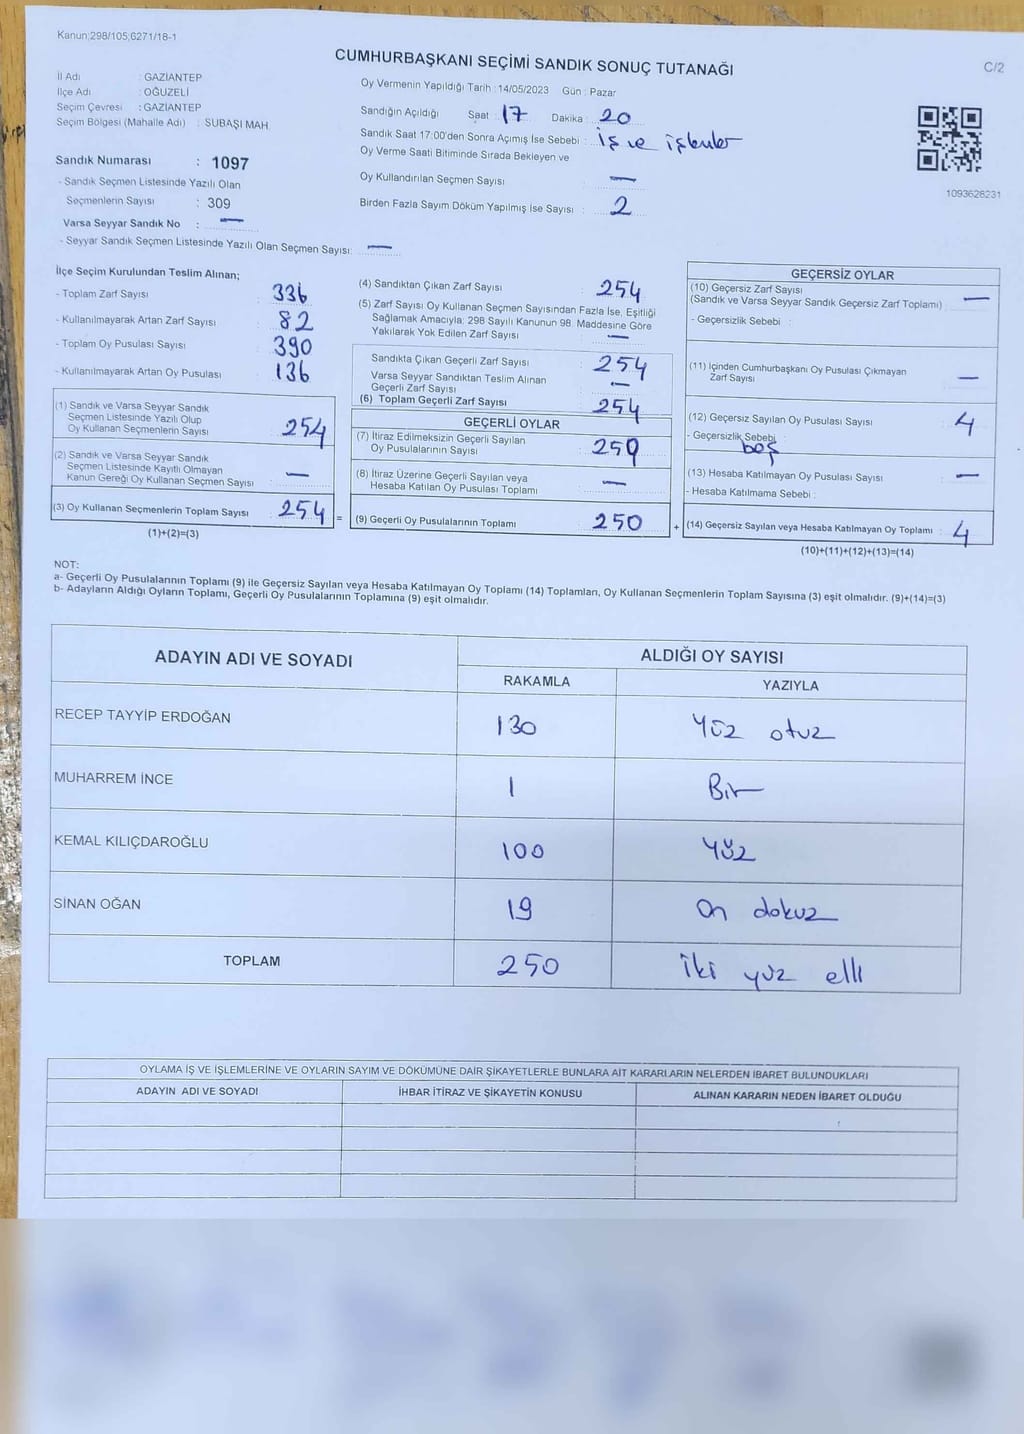 Kanun;298/105;6271/18-1
CUMHURBAŞKANI SEÇİMİ SANDIK SONUÇ TUTANAĞI
C/2
İl Adı : GAZİANTEP
İlçe Adı : OĞUZELİ
Seçim Çevresi : GAZİANTEP
Seçim Bölgesi (Mahalle Adı) : SUBAŞI MAH.
Sandık Numarası : 1097
- Sandık Seçmen Listesinde Yazılı Olan
Seçmenlerin Sayısı : 309
Varsa Seyyar Sandık No : —
- Seyyar Sandık Seçmen Listesinde Yazılı Olan Seçmen Sayısı: —
Oy Vermenin Yapıldığı Tarih : 14/05/2023 Gün : Pazar
Sandığın Açıldığı Saat : 17 Dakika : 20
Sandık Saat 17:00'den Sonra Açımış İse Sebebi : iş ve işlemler
Oy Verme Saati Bitiminde Sırada Bekleyen ve
Oy Kullandırılan Seçmen Sayısı : —
Birden Fazla Sayım Döküm Yapılmış İse Sayısı : 2
1093628231
İlçe Seçim Kurulundan Teslim Alınan;
- Toplam Zarf Sayısı : 336
- Kullanılmayarak Artan Zarf Sayısı : 82
- Toplam Oy Pusulası Sayısı : 390
- Kullanılmayarak Artan Oy Pusulası : 136
(1) Sandık ve Varsa Seyyar Sandık
Seçmen Listesinde Yazılı Olup
Oy Kullanan Seçmenlerin Sayısı : 254
(2) Sandık ve Varsa Seyyar Sandık
Seçmen Listesinde Kayıtlı Olmayan
Kanun Gereği Oy Kullanan Seçmen Sayısı : —
(3) Oy Kullanan Seçmenlerin Toplam Sayısı : 254
(1)+(2)=(3)
(4) Sandıktan Çıkan Zarf Sayısı : 254
(5) Zarf Sayısı Oy Kullanan Seçmen Sayısından Fazla İse, Eşitliği
Sağlamak Amacıyla; 298 Sayılı Kanunun 98. Maddesine Göre
Yakılarak Yok Edilen Zarf Sayısı : —
Sandıkta Çıkan Geçerli Zarf Sayısı : 254
Varsa Seyyar Sandıktan Teslim Alınan
Geçerli Zarf Sayısı : —
(6) Toplam Geçerli Zarf Sayısı : 254
GEÇERLİ OYLAR
(7) İtiraz Edilmeksizin Geçerli Sayılan
Oy Pusulalarının Sayısı : 250
(8) İtiraz Üzerine Geçerli Sayılan veya
Hesaba Katılan Oy Pusulası Toplamı : —
= (9) Geçerli Oy Pusulalarının Toplamı : 250
GEÇERSİZ OYLAR
(10) Geçersiz Zarf Sayısı
(Sandık ve Varsa Seyyar Sandık Geçersiz Zarf Toplamı) : —
- Geçersizlik Sebebi :
(11) İçinden Cumhurbaşkanı Oy Pusulası Çıkmayan
Zarf Sayısı : —
(12) Geçersiz Sayılan Oy Pusulası Sayısı : 4
- Geçersizlik Sebebi : boş
(13) Hesaba Katılmayan Oy Pusulası Sayısı : —
- Hesaba Katılmama Sebebi :
+ (14) Geçersiz Sayılan veya Hesaba Katılmayan Oy Toplamı : 4
(10)+(11)+(12)+(13)=(14)
NOT:
a- Geçerli Oy Pusulalarının Toplamı (9) ile Geçersiz Sayılan veya Hesaba Katılmayan Oy Toplamı (14) Toplamları, Oy Kullanan Seçmenlerin Toplam Sayısına (3) eşit olmalıdır. (9)+(14)=(3)
b- Adayların Aldığı Oyların Toplamı, Geçerli Oy Pusulalarının Toplamına (9) eşit olmalıdır.
ADAYIN ADI VE SOYADI
ALDIĞI OY SAYISI
RAKAMLA YAZIYLA
RECEP TAYYİP ERDOĞAN 130 Yüz otuz
MUHARREM İNCE 1 Bir
KEMAL KILIÇDAROĞLU 100 Yüz
SİNAN OĞAN 19 On dokuz
TOPLAM 250 İki yüz elli
OYLAMA İŞ VE İŞLEMLERİNE VE OYLARIN SAYIM VE DÖKÜMÜNE DAİR ŞİKAYETLERLE BUNLARA AİT KARARLARIN NELERDEN İBARET BULUNDUKLARI
ADAYIN ADI VE SOYADI İHBAR İTİRAZ VE ŞİKAYETİN KONUSU ALINAN KARARIN NEDEN İBARET OLDUĞU